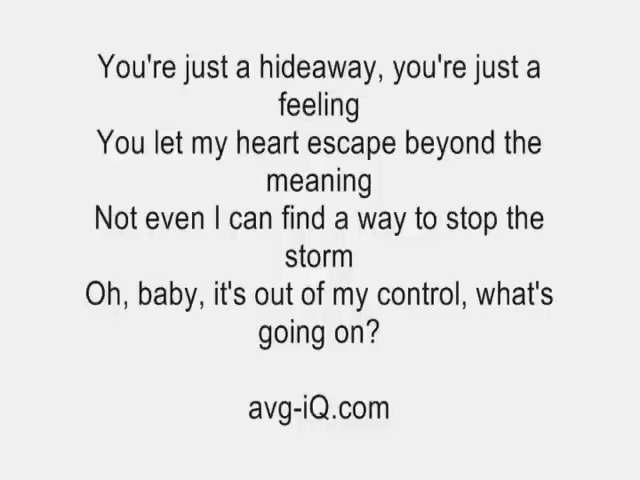 You're just a hideaway, you're just a
feeling
You let my heart escape beyond the
meaning
Not even I can find a way to stop the
storm
Oh, baby, it's out of my control, what's
going on?
avg-iQ.com